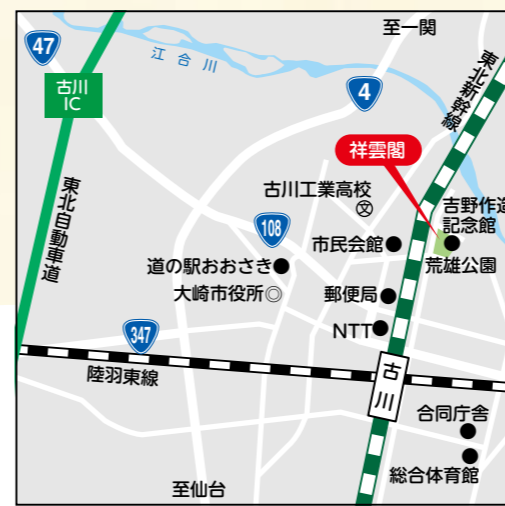 至一関
47
江合川
古川
IC
4
東北新幹線
祥雲閣
東北自動車道
古川工業高校
文
吉野作造
記念館
108
市民会館
荒雄公園
道の駅おおさき
大崎市役所◎
郵便局
NTT
347
陸羽東線
古川
合同庁舎
総合体育館
至仙台